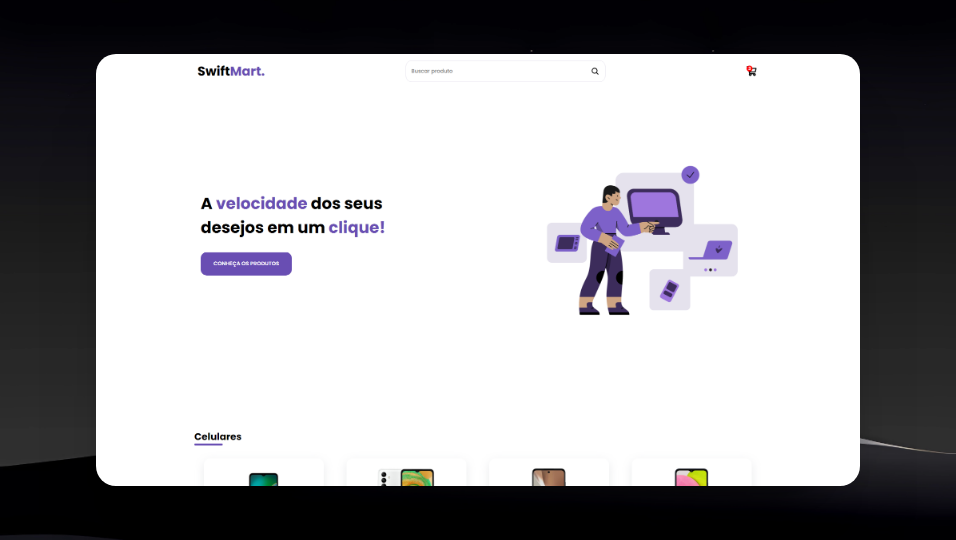 SwiftMart.
Buscar produto
A velocidade dos seus
desejos em um clique!
CONHEÇA OS PRODUTOS
Celulares